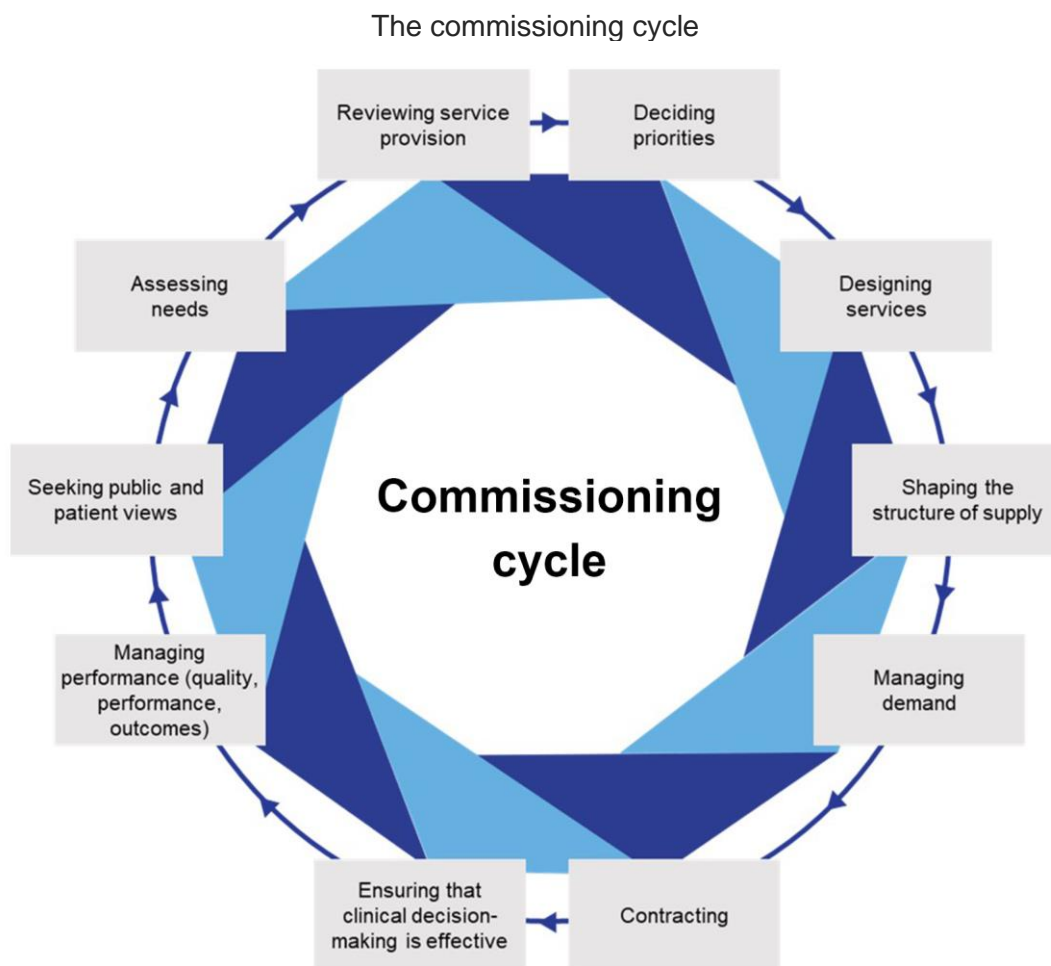 The commissioning cycle
Reviewing service
provision
Deciding
priorities
Assessing
needs
Designing
services
Seeking public and
patient views
Commissioning
cycle
Shaping the
structure of supply
Managing
performance (quality,
performance,
outcomes)
Managing
demand
Ensuring that
clinical decision-
making is effective
Contracting